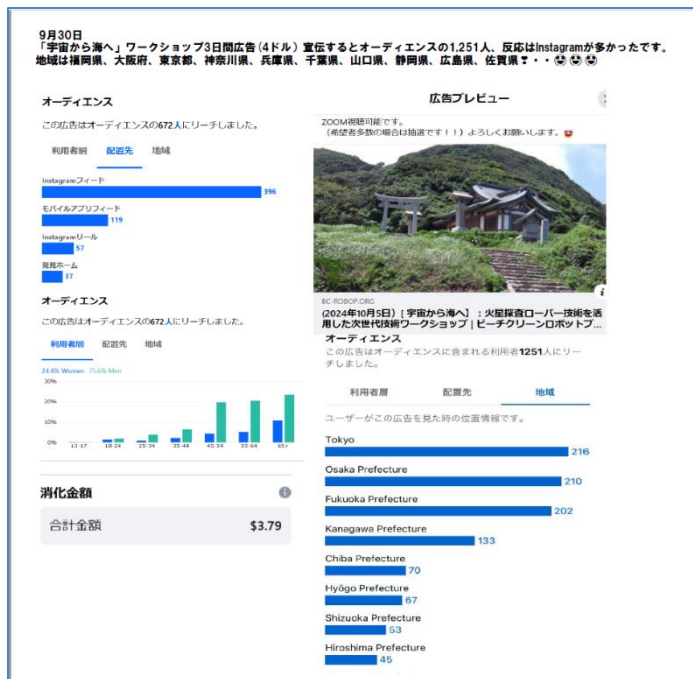 9月30日
「宇宙から海へ」ワークショップ3日間広告(4ドル) 宣伝するとオーディエンスの1,251人、反応はInstagramが多かったです。
地域は福岡県、大阪府、東京都、神奈川県、兵庫県、千葉県、山口県、静岡県、広島県、佐賀県❣・・😍😍😍
オーディエンス
この広告はオーディエンスの672人にリーチしました。
利用者層 配置先 地域
Instagramフィード
396
モバイルアプリフィード
119
Instagramリール
57
発見ホーム
37
オーディエンス
この広告はオーディエンスの672人にリーチしました。
利用者層 配置先 地域
24.4% Women 75.6% Men
30%
20%
10%
0%
13-17 18-24 25-34 35-44 45-54 55-64 65+
消化金額
合計金額 $3.79
広告プレビュー
ZOOM視聴可能です。
(希望者多数の場合は抽選です!!) よろしくお願いします。😍
BC-ROBOP.ORG
(2024年10月5日) [ 宇宙から海へ] :火星探査ローバー技術を活
用した次世代技術ワークショップ | ビーチクリーンロボットプ...
オーディエンス
この広告はオーディエンスに含まれる利用者1251人にリー
チしました。
利用者層 配置先 地域
ユーザーがこの広告を見た時の位置情報です。
Tokyo
216
Osaka Prefecture
210
Fukuoka Prefecture
202
Kanagawa Prefecture
133
Chiba Prefecture
70
Hyōgo Prefecture
67
Shizuoka Prefecture
53
Hiroshima Prefecture
45